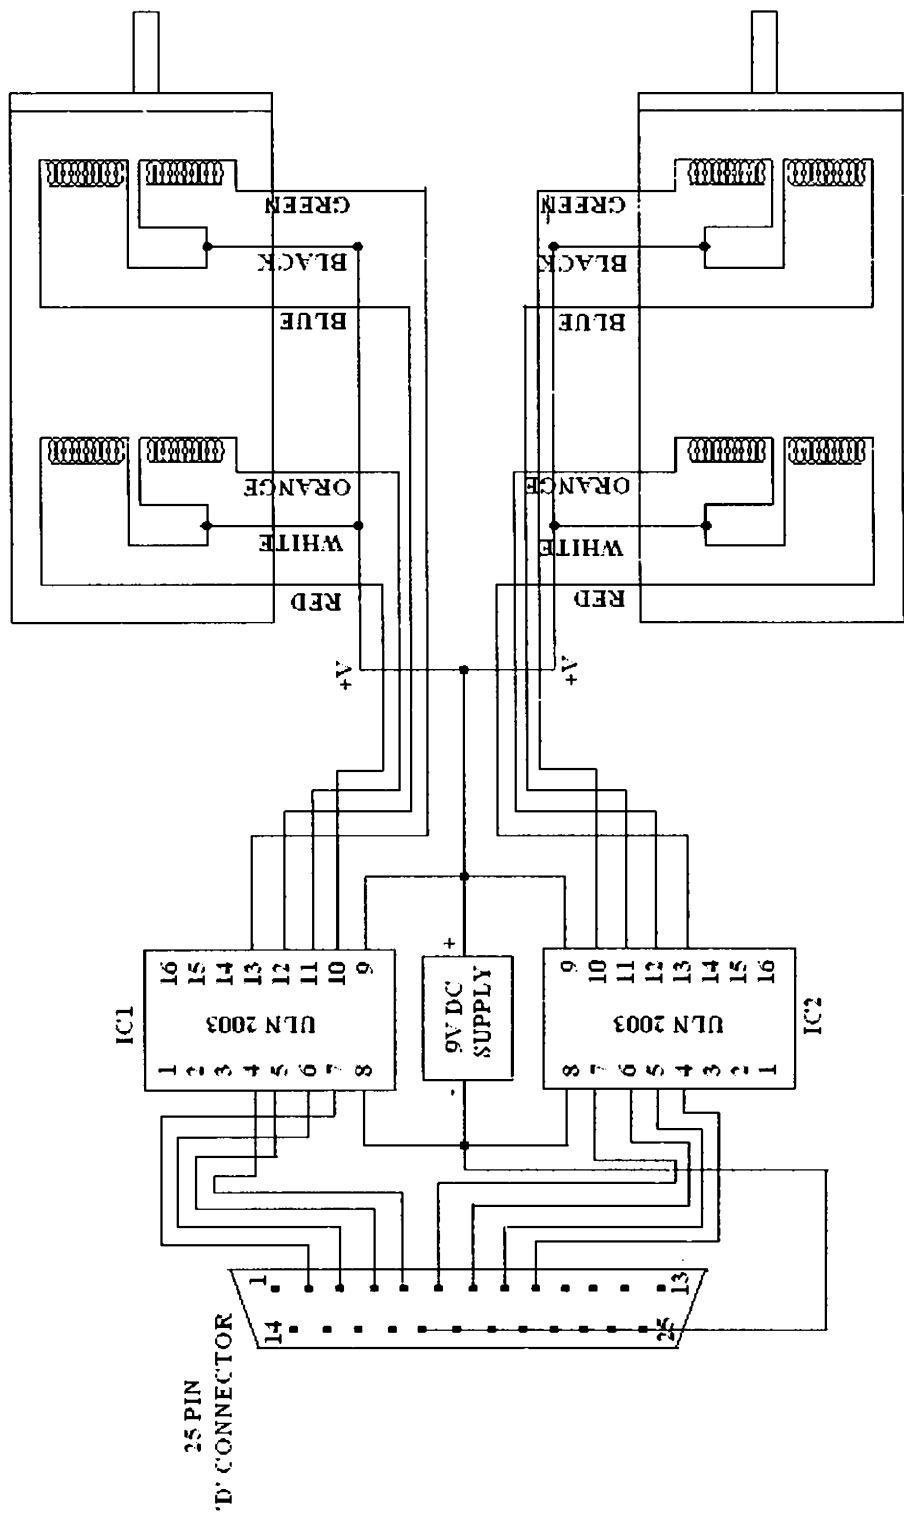 GREEN
BLACK
BLUE
ORANGE
WHITE
RED
GREEN
BLACK
BLUE
ORANGE
WHITE
RED
+V
+V
IC1
16
15
14
13
12
11
10
9
ULN 2003
1
2
3
4
5
6
7
8
+
9V DC
SUPPLY
-
9
10
11
12
13
14
15
16
ULN 2003
8
7
6
5
4
3
2
1
IC2
1
13
14
25
25 PIN
'D' CONNECTOR